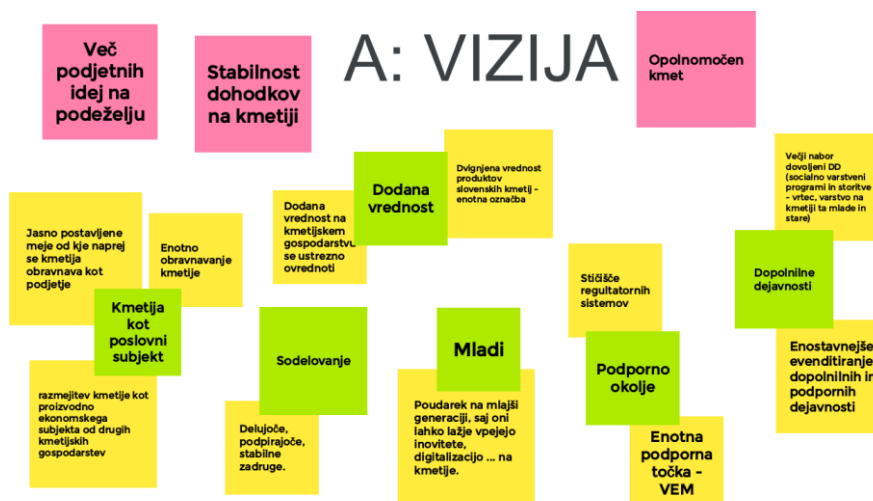 Več
podjetnih
idej na
podeželju
Stabilnost
dohodkov
na kmetiji
A: VIZIJA
Opolnomočen
kmet
Jasno postavljene
meje od kje naprej
se kmetija
obravnava kot
podjetje
Enotno
obravnavanje
kmetije
Kmetija
kot
poslovni
subjekt
razmejitev kmetije kot
proizvodno
ekonomskega
subjekta od drugih
kmetijskih
gospodarstev
Dodana
vrednost na
kmetijskem
gospodarstvu
se ustrezno
ovrednoti
Dodana
vrednost
Dvignjena vrednost
produktov
slovenskih kmetij -
enotna označba
Sodelovanje
Delujoče,
podpirajoče,
stabilne
zadruge.
Mladi
Poudarek na mlajši
generaciji, saj oni
lahko lažje vpejejo
inovitete,
digitalizacijo ... na
kmetije.
Stičišče
regultatornih
sistemov
Podporno
okolje
Enotna
podporna
točka -
VEM
Večji nabor
dovoljeni DD
(socialno varstveni
programi in storitve
- vrtec, varstvo na
kmetiji ta mlade in
stare)
Dopolnilne
dejavnosti
Enostavnejše
evenditiranje
dopolnilnih in
podpornih
dejavnosti